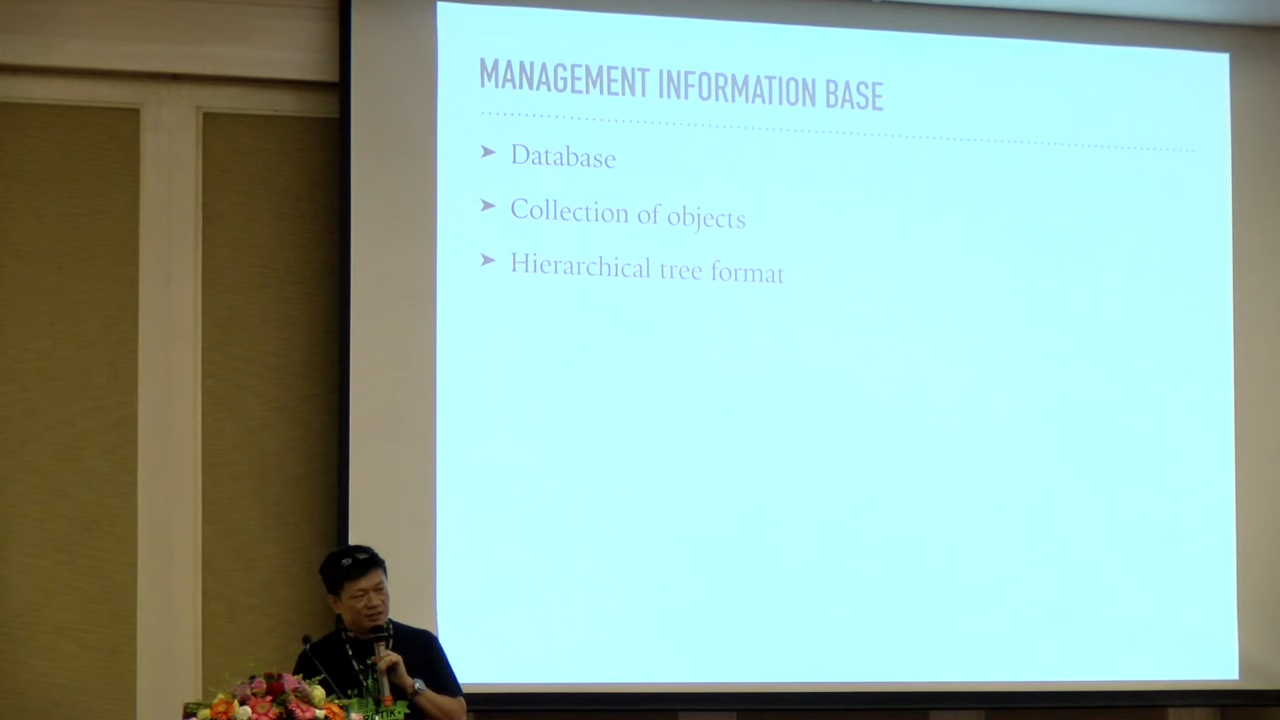 MANAGEMENT INFORMATION BASE
➤ Database
➤ Collection of objects
➤ Hierarchical tree format